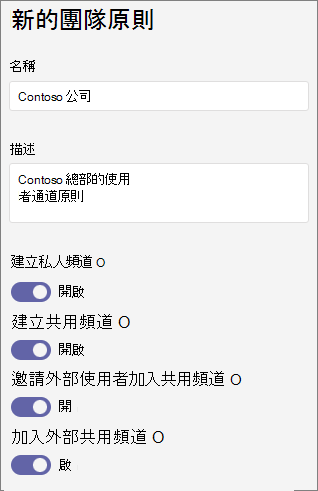 新的團隊原則
名稱
Contoso 公司
描述
Contoso 總部的使用
者通道原則
建立私人頻道 O
開啟
建立共用頻道 O
開啟
邀請外部使用者加入共用頻道 O
開
加入外部共用頻道 O
啟